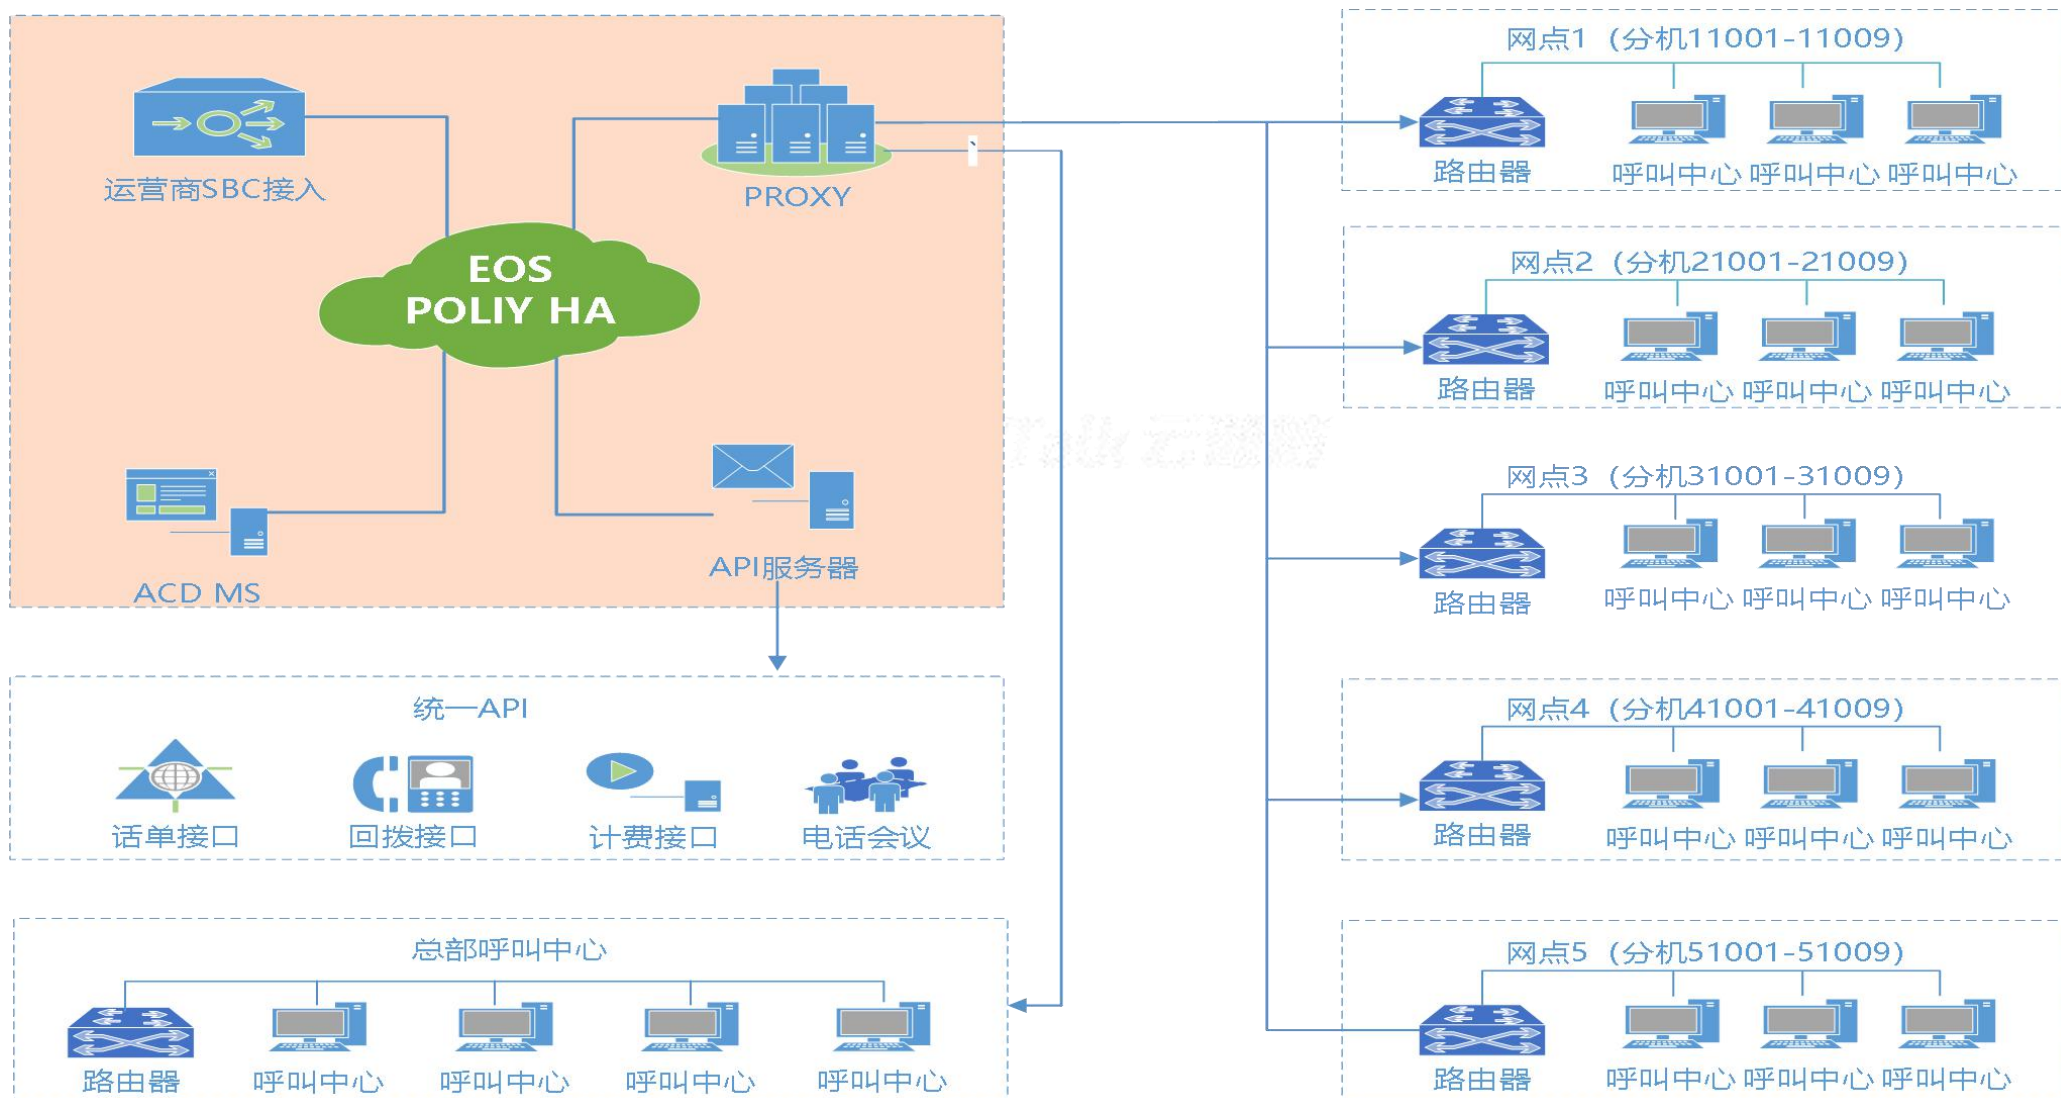 运营商SBC接入
PROXY
EOS
POLIY HA
ACD MS
API服务器
统一API
话单接口
回拨接口
计费接口
电话会议
总部呼叫中心
路由器
呼叫中心
呼叫中心
呼叫中心
呼叫中心
网点1（分机11001-11009）
路由器
呼叫中心
呼叫中心
呼叫中心
网点2（分机21001-21009）
路由器
呼叫中心
呼叫中心
呼叫中心
网点3（分机31001-31009）
路由器
呼叫中心
呼叫中心
呼叫中心
网点4（分机41001-41009）
路由器
呼叫中心
呼叫中心
呼叫中心
网点5（分机51001-51009）
路由器
呼叫中心
呼叫中心
呼叫中心